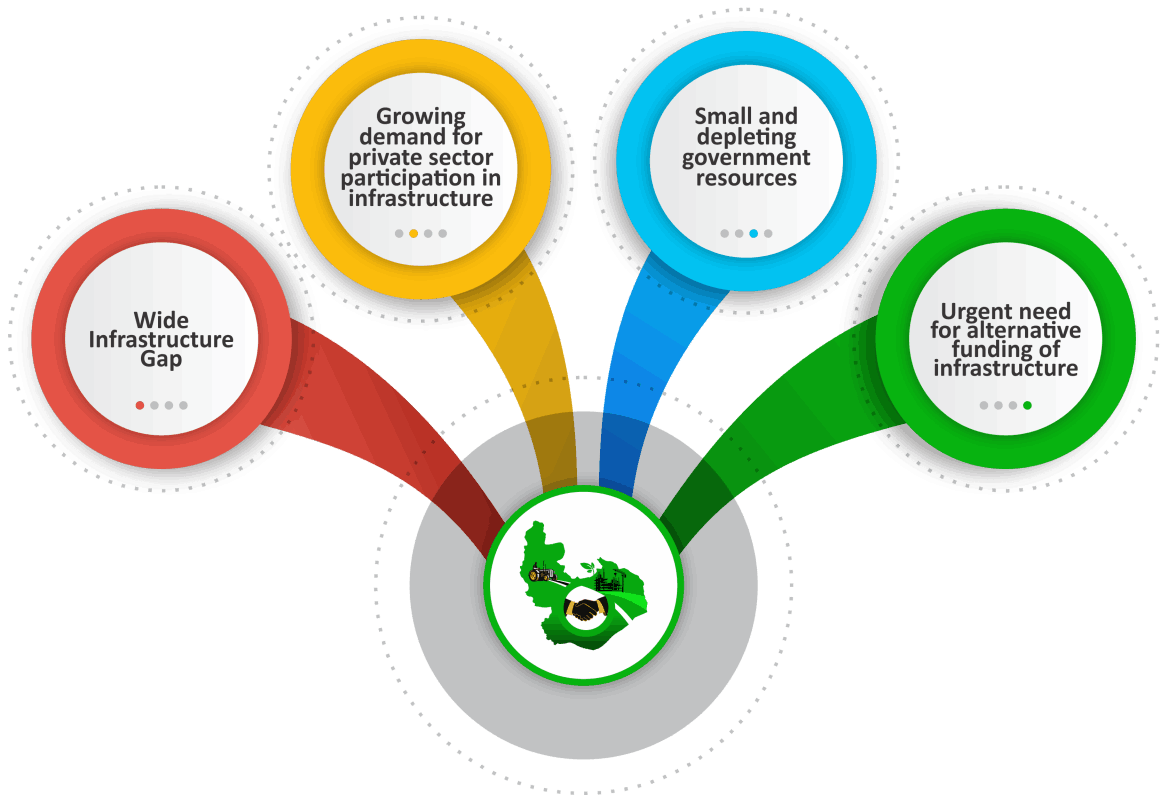 Wide
Infrastructure
Gap
Growing
demand for
private sector
participation in
infrastructure
Small and
depleting
government
resources
Urgent need
for alternative
funding of
infrastructure